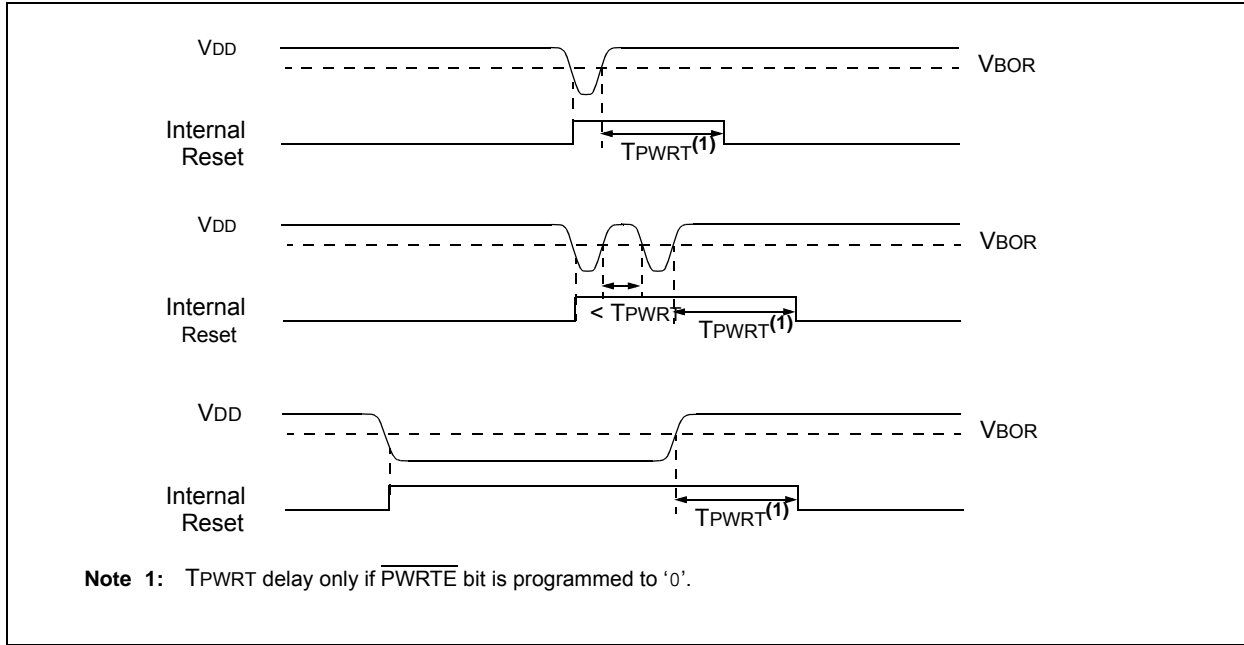 VDD
VBOR
Internal
Reset
TPWRT(1)
VDD
VBOR
Internal
Reset
< TPWRT
TPWRT(1)
VDD
VBOR
Internal
Reset
TPWRT(1)
Note 1: TPWRT delay only if PWRTE bit is programmed to ‘0’.